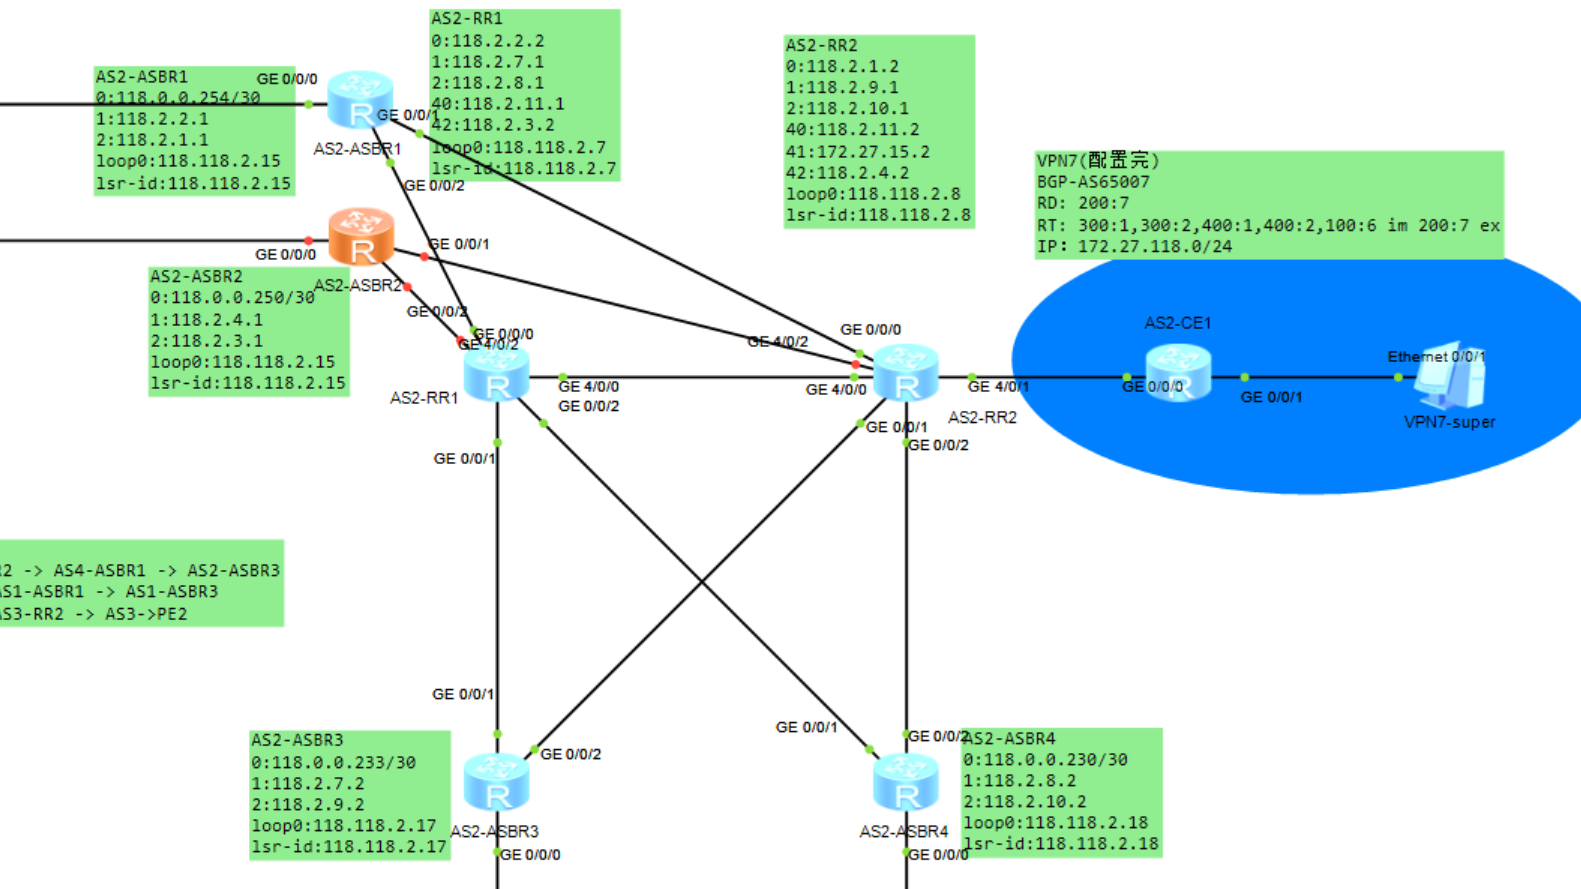 AS2-RR1
0:118.2.2.2
1:118.2.7.1
2:118.2.8.1
40:118.2.11.1
42:118.2.3.2
loop0:118.118.2.7
lsr-id:118.118.2.7
AS2-RR2
0:118.2.1.2
1:118.2.9.1
2:118.2.10.1
40:118.2.11.2
41:172.27.15.2
42:118.2.4.2
loop0:118.118.2.8
lsr-id:118.118.2.8
AS2-ASBR1
0:118.0.0.254/30
1:118.2.2.1
2:118.2.1.1
loop0:118.118.2.15
lsr-id:118.118.2.15
GE 0/0/0
R
GE 0/0/1
AS2-ASBR1
GE 0/0/2
VPN7(配置完)
BGP-AS65007
RD: 200:7
RT: 300:1,300:2,400:1,400:2,100:6 im 200:7 ex
IP: 172.27.118.0/24
R
GE 0/0/0
GE 0/0/1
AS2-ASBR2
GE 0/0/2
AS2-ASBR2
0:118.0.0.250/30
1:118.2.4.1
2:118.2.3.1
loop0:118.118.2.15
lsr-id:118.118.2.15
GE 0/0/0
GE 4/0/2
R
AS2-RR1
GE 4/0/0
GE 0/0/2
GE 0/0/1
GE 4/0/2
GE 0/0/0
GE 4/0/0
R
GE 4/0/1
AS2-RR2
GE 0/0/1
GE 0/0/2
AS2-CE1
GE 0/0/0
R
GE 0/0/1
Ethernet 0/0/1
VPN7-super
R2 -> AS4-ASBR1 -> AS2-ASBR3
AS1-ASBR1 -> AS1-ASBR3
AS3-RR2 -> AS3->PE2
GE 0/0/1
GE 0/0/2
AS2-ASBR3
0:118.0.0.233/30
1:118.2.7.2
2:118.2.9.2
loop0:118.118.2.17
lsr-id:118.118.2.17
R
AS2-ASBR3
GE 0/0/0
GE 0/0/1
GE 0/0/2
R
AS2-ASBR4
GE 0/0/0
AS2-ASBR4
0:118.0.0.230/30
1:118.2.8.2
2:118.2.10.2
loop0:118.118.2.18
lsr-id:118.118.2.18